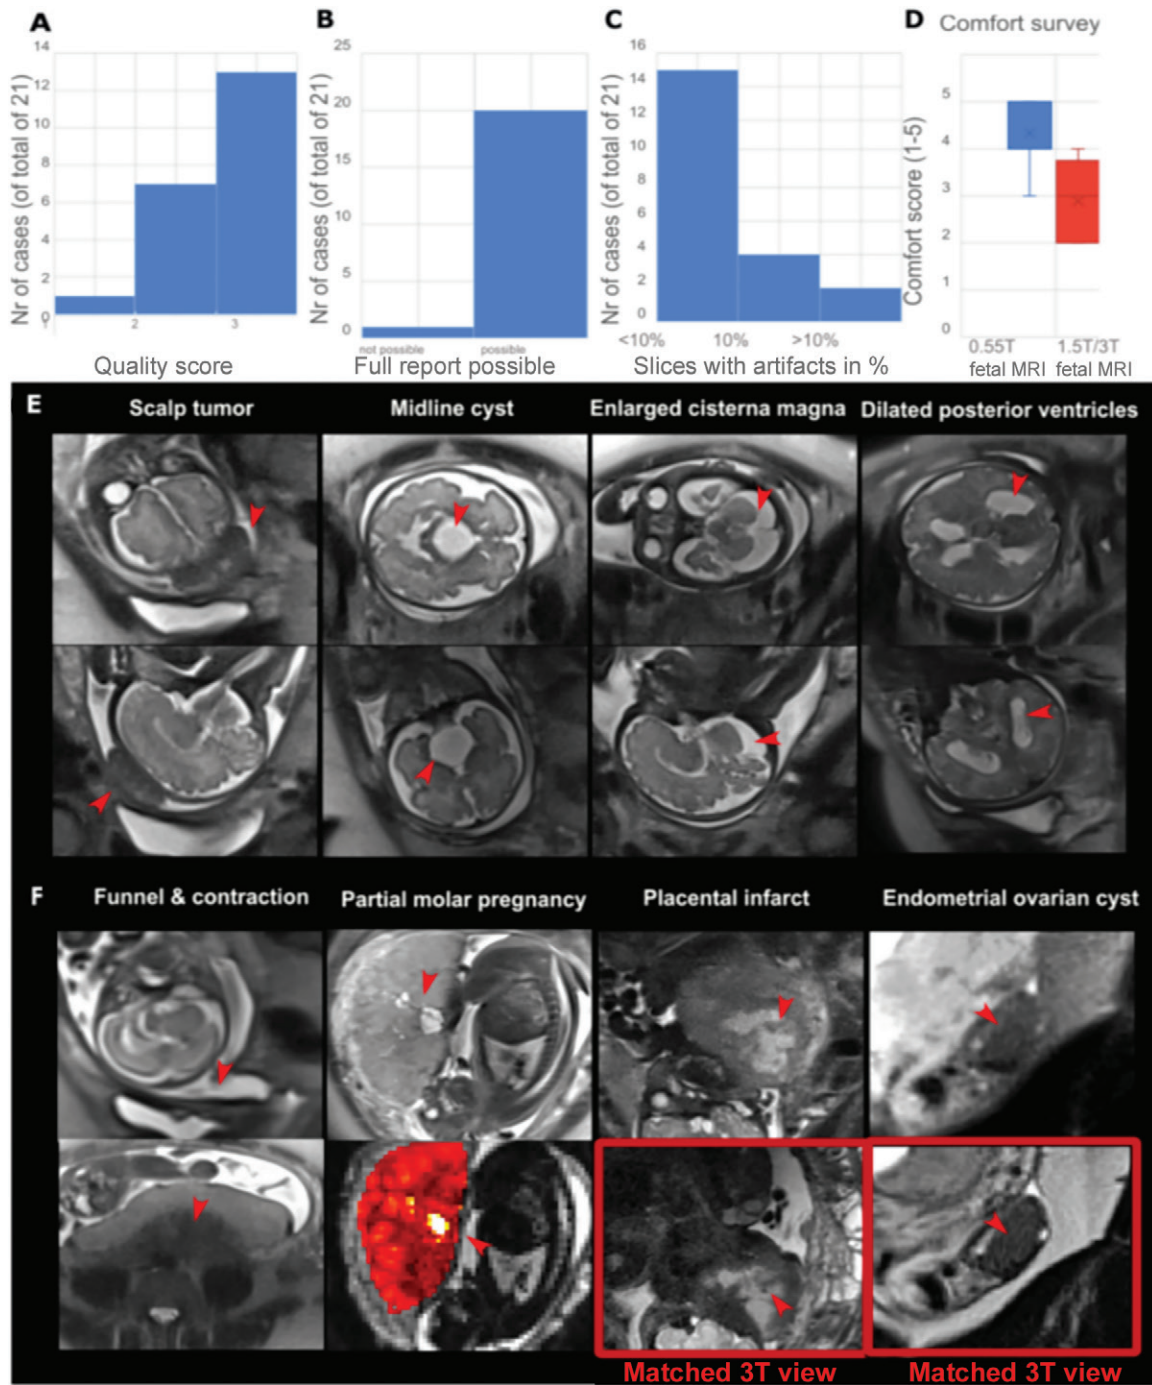 A
B
C
D Comfort survey
Nr of cases (of total of 21)
14
12
10
8
6
4
2
0
1 2 3
Quality score
Nr of cases (of total of 21)
25
20
15
10
5
0
not possible possible
Full report possible
Nr of cases (of total of 21)
16
14
12
10
8
6
4
2
0
<10% 10% >10%
Slices with artifacts in %
Comfort score (1-5)
5
4
3
2
1
0
0.55T 1.5T/3T
fetal MRI fetal MRI
E Scalp tumor Midline cyst Enlarged cisterna magna Dilated posterior ventricles
F Funnel & contraction Partial molar pregnancy Placental infarct Endometrial ovarian cyst
Matched 3T view Matched 3T view